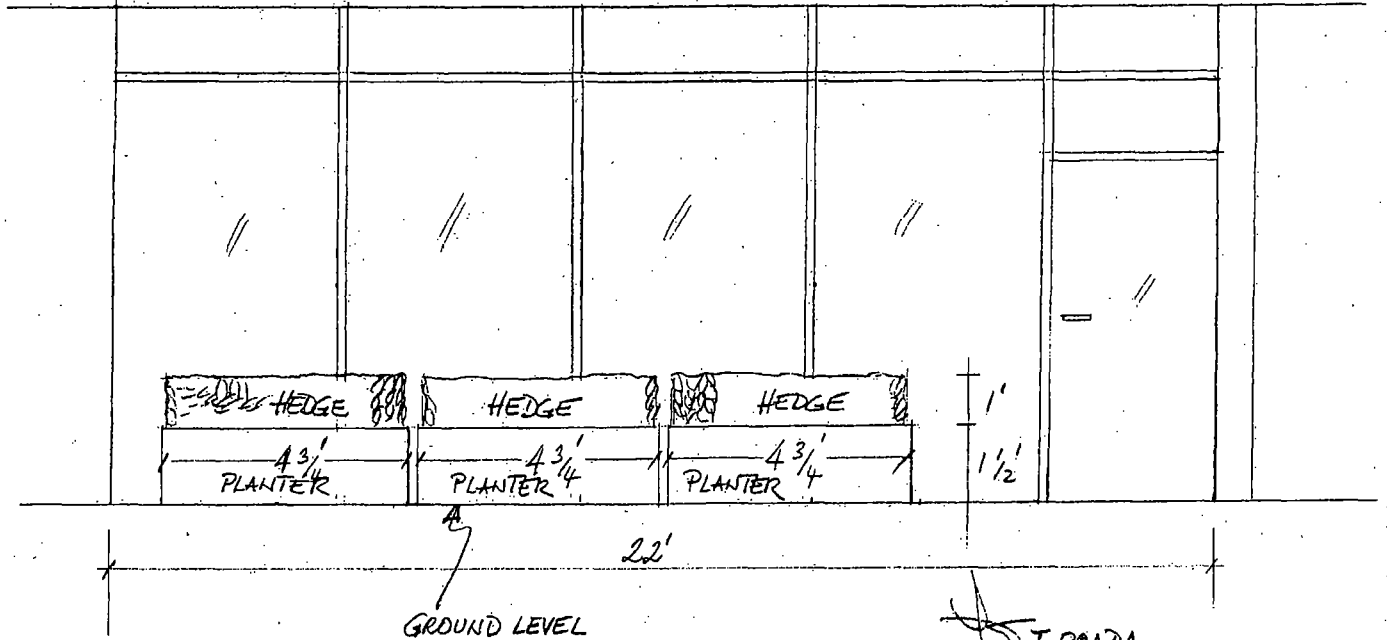 HEDGE HEDGE HEDGE 1'
4 3/4' 4 3/4' 4 3/4' 1 1/2'
PLANTER PLANTER PLANTER
22'
GROUND LEVEL